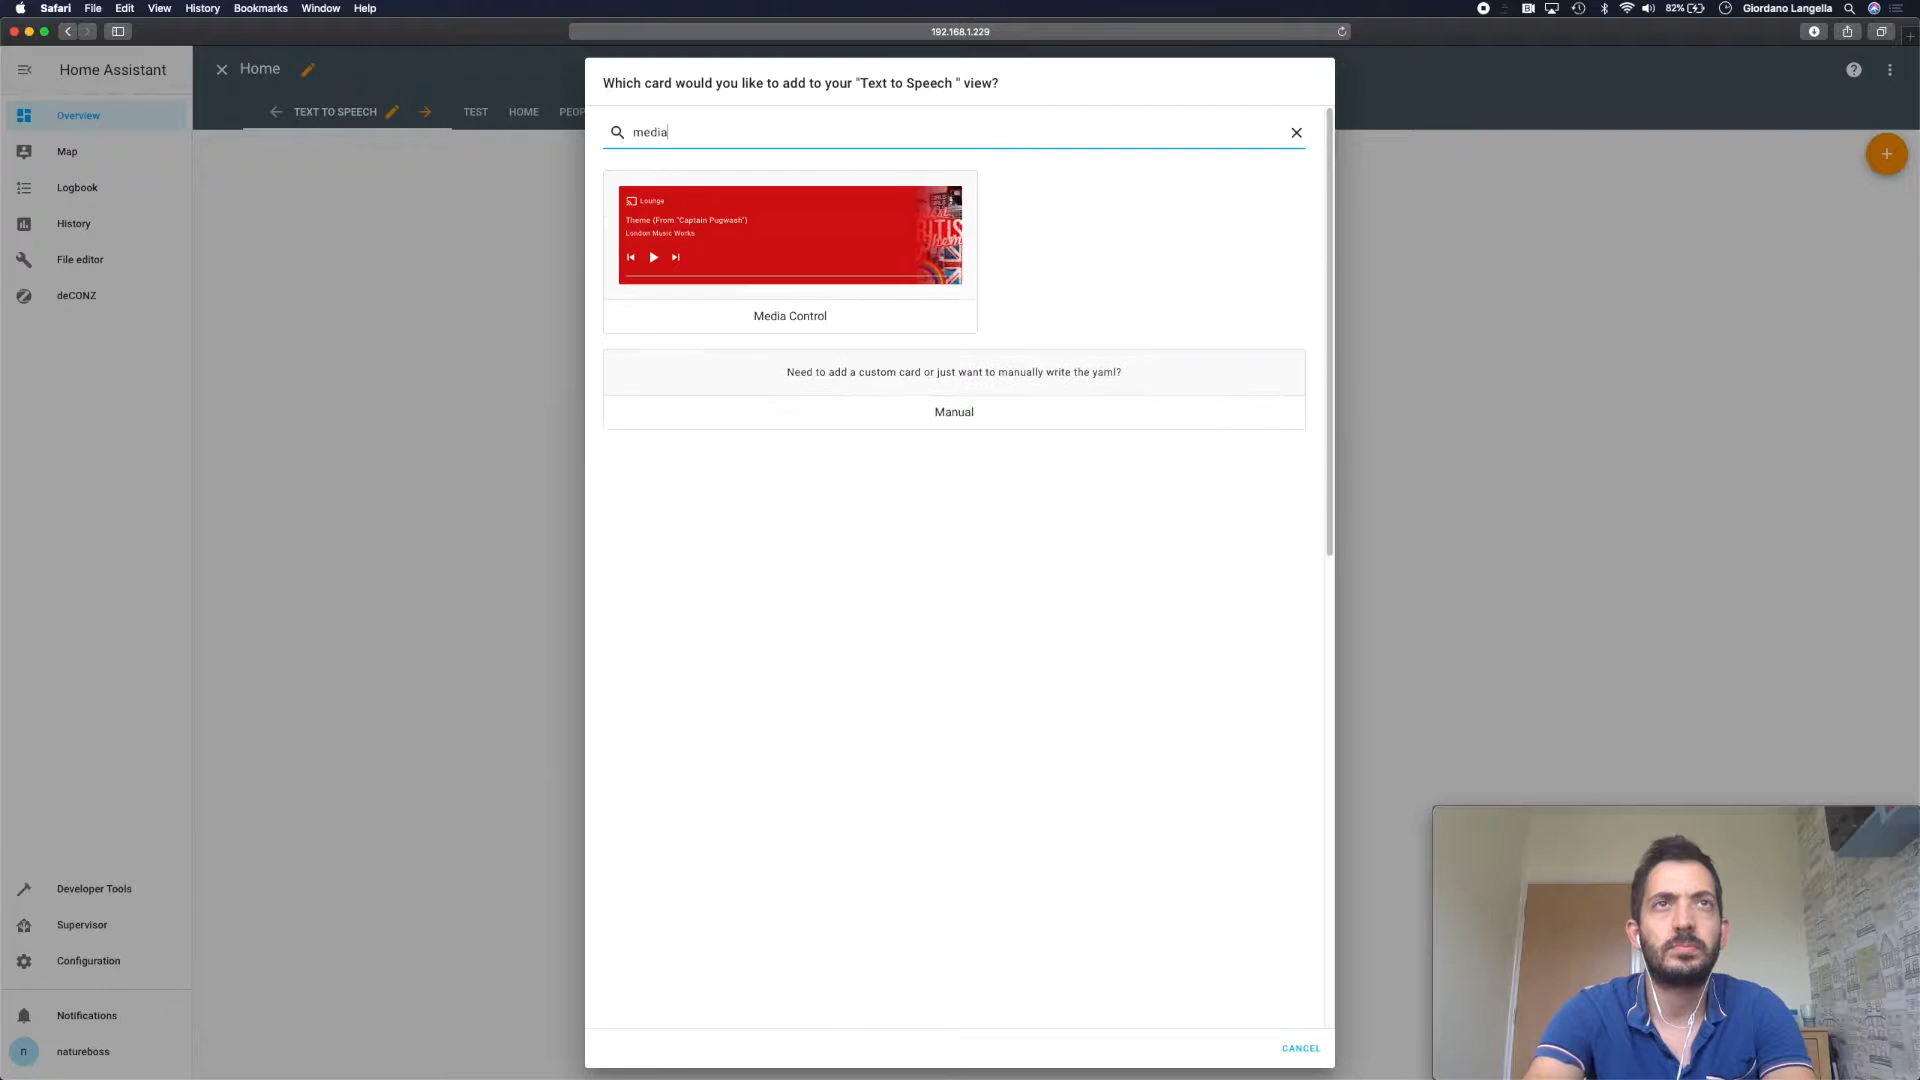 Safari File Edit View History Bookmarks Window Help 82% Giordano Langella
192.168.1.229
Home Assistant
Home
Which card would you like to add to your "Text to Speech " view?
TEXT TO SPEECH TEST HOME
media
Overview
Map
Logbook
History
File editor
deCONZ
Lounge
Theme (From "Captain Pugwash")
London Music Works
Media Control
Need to add a custom card or just want to manually write the yaml?
Manual
Developer Tools
Supervisor
Configuration
Notifications
n natureboss
CANCEL